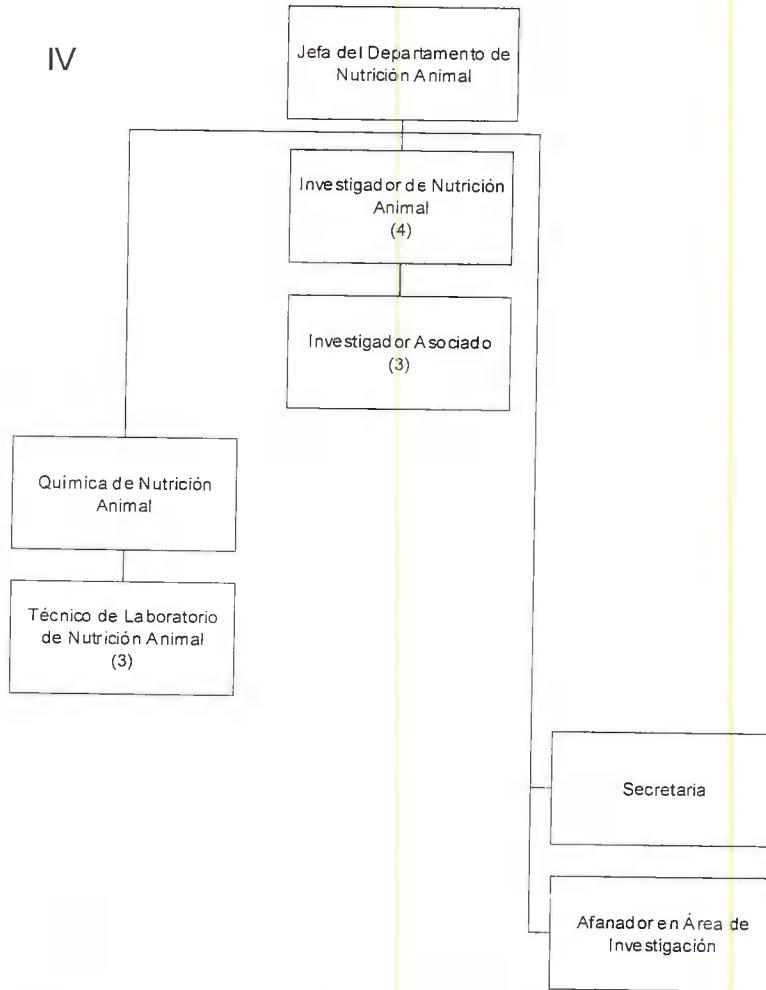 IV
Jefa del Departamento de
Nutrición Animal
Investigador de Nutrición
Animal
(4)
Investigador Asociado
(3)
Química de Nutrición
Animal
Técnico de Laboratorio
de Nutrición Animal
(3)
Secretaria
Afanador en Área de
Investigación